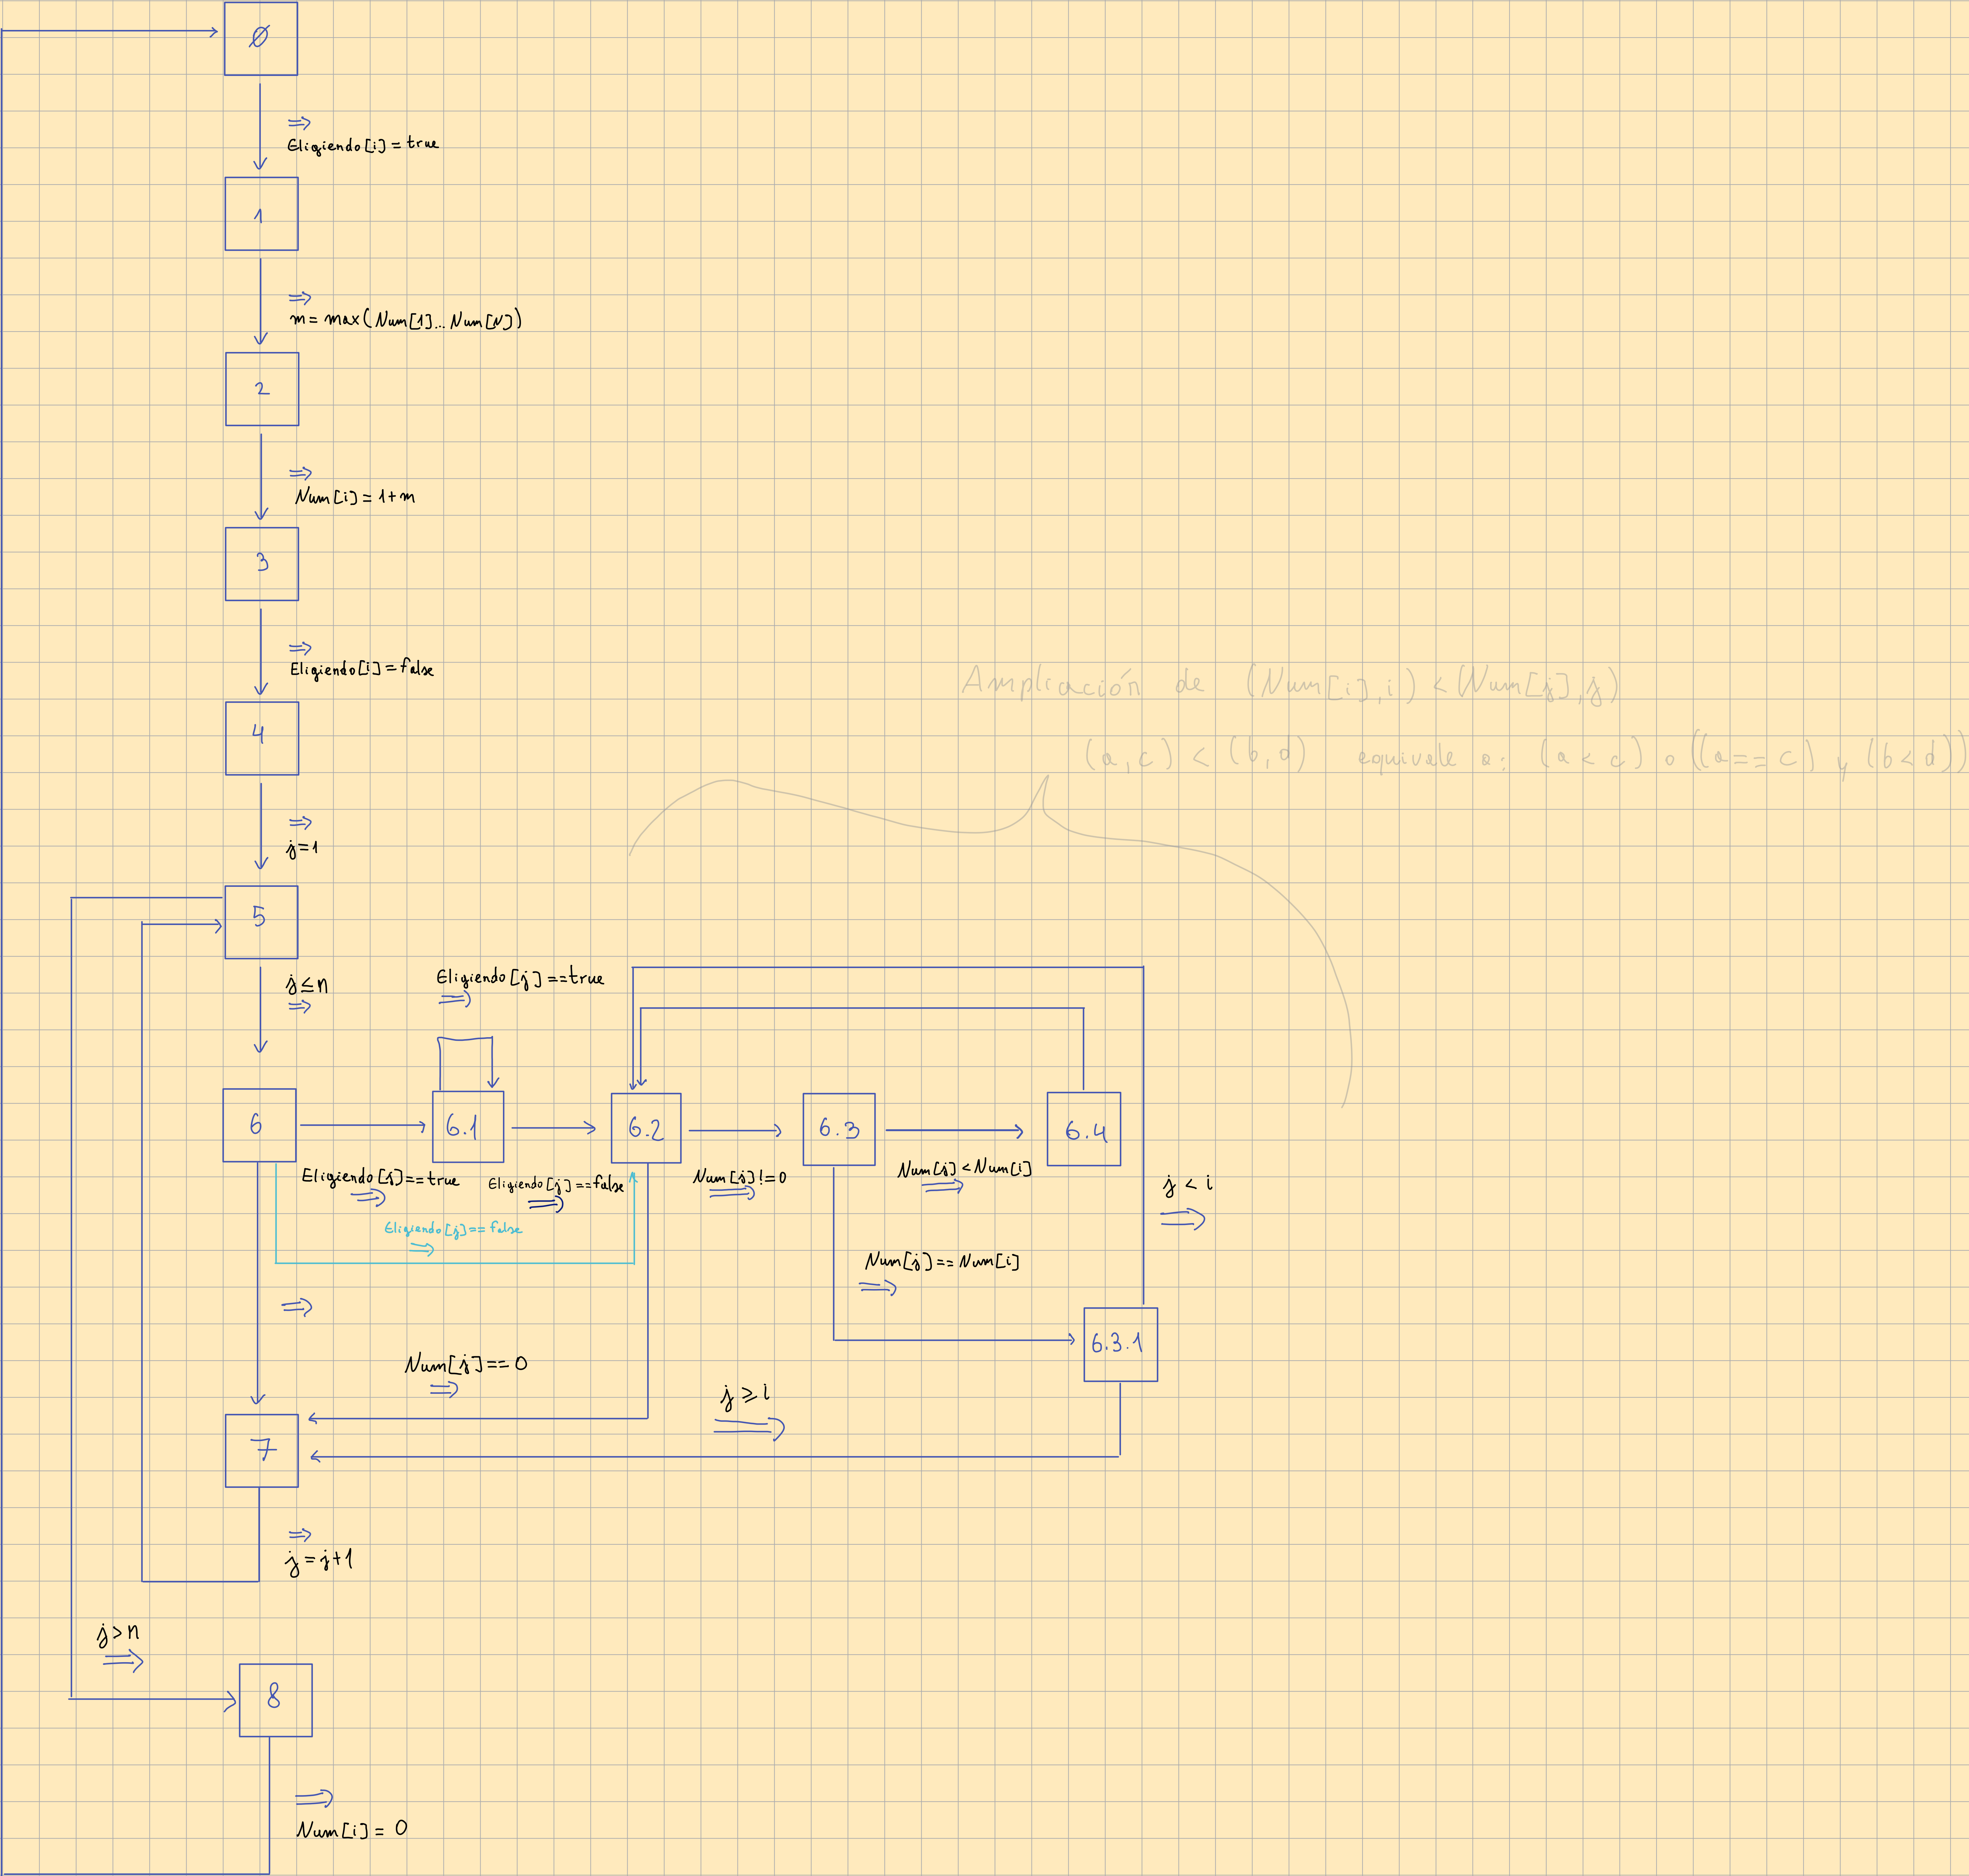 Ø
⇒
Eligiendo[i] = true
1
⇒
m = max(Num[1]...Num[N])
2
⇒
Num[i] = 1+m
3
⇒
Eligiendo[i] = false
4
Ampliación de (Num[i],i) < (Num[j],j)
(a,c) < (b,d) equivale a: (a < c) o ((a == c) y (b < d))
⇒
j=1
5
j≤n
⇒
Eligiendo[j] ==true
⇒
6
6.1
6.2
6.3
6.4
Eligiendo[j]==true
⇒
Eligiendo[j]==false
⇒
Num[j]!=0
⇒
Num[j]<Num[i]
⇒
j < i
⇒
Eligiendo[j]== false
⇒
Num[j]==Num[i]
⇒
⇒
6.3.1
Num[j]==0
⇒
j ≥ i
⇒
7
⇒
j = j+1
j>n
⇒
8
⇒
Num[i] = 0